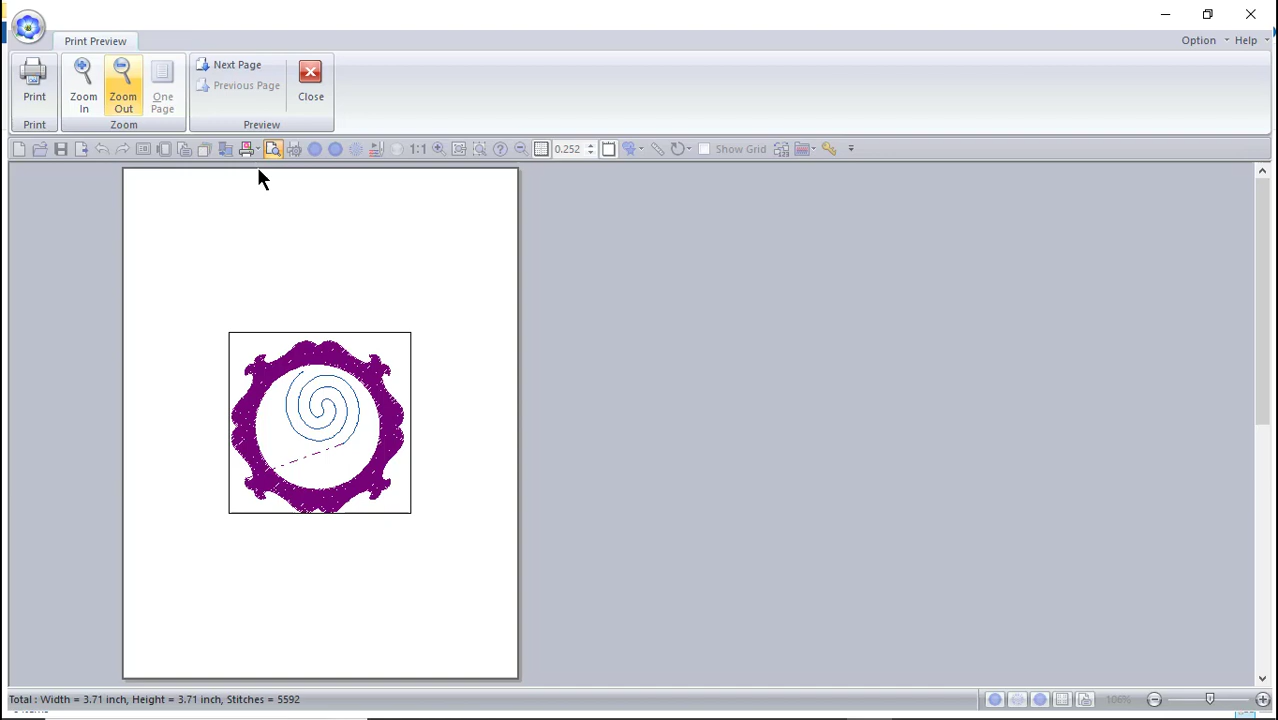 Print Preview
Option Help
Print
Zoom In
Zoom Out
One Page
Next Page
Previous Page
Close
Print
Zoom
Preview
1:1
0.252
Show Grid
Total : Width = 3.71 inch, Height = 3.71 inch, Stitches = 5592
106%